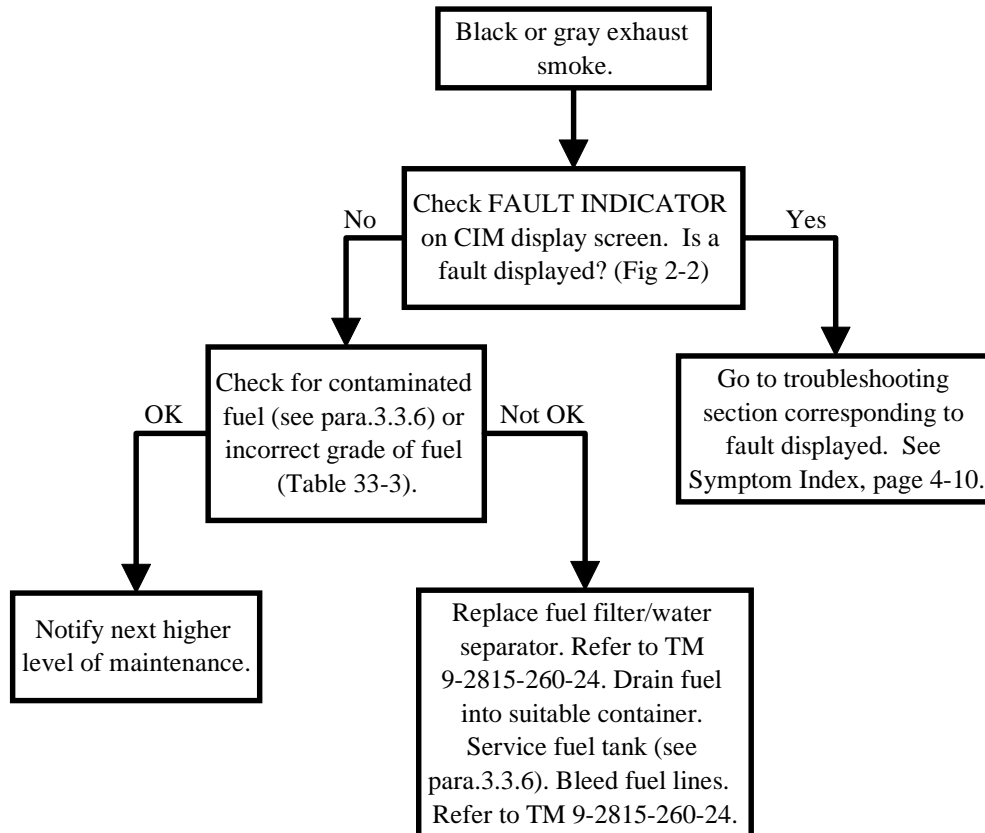 Black or gray exhaust
smoke.
Check FAULT INDICATOR
on CIM display screen.  Is a
fault displayed? (Fig 2-2)
No
Yes
Check for contaminated
fuel (see para.3.3.6) or
incorrect grade of fuel
(Table 33-3).
OK
Not OK
Go to troubleshooting
section corresponding to
fault displayed.  See
Symptom Index, page 4-10.
Notify next higher
level of maintenance.
Replace fuel filter/water
separator. Refer to TM
9-2815-260-24. Drain fuel
into suitable container.
Service fuel tank (see
para.3.3.6). Bleed fuel lines.
Refer to TM 9-2815-260-24.